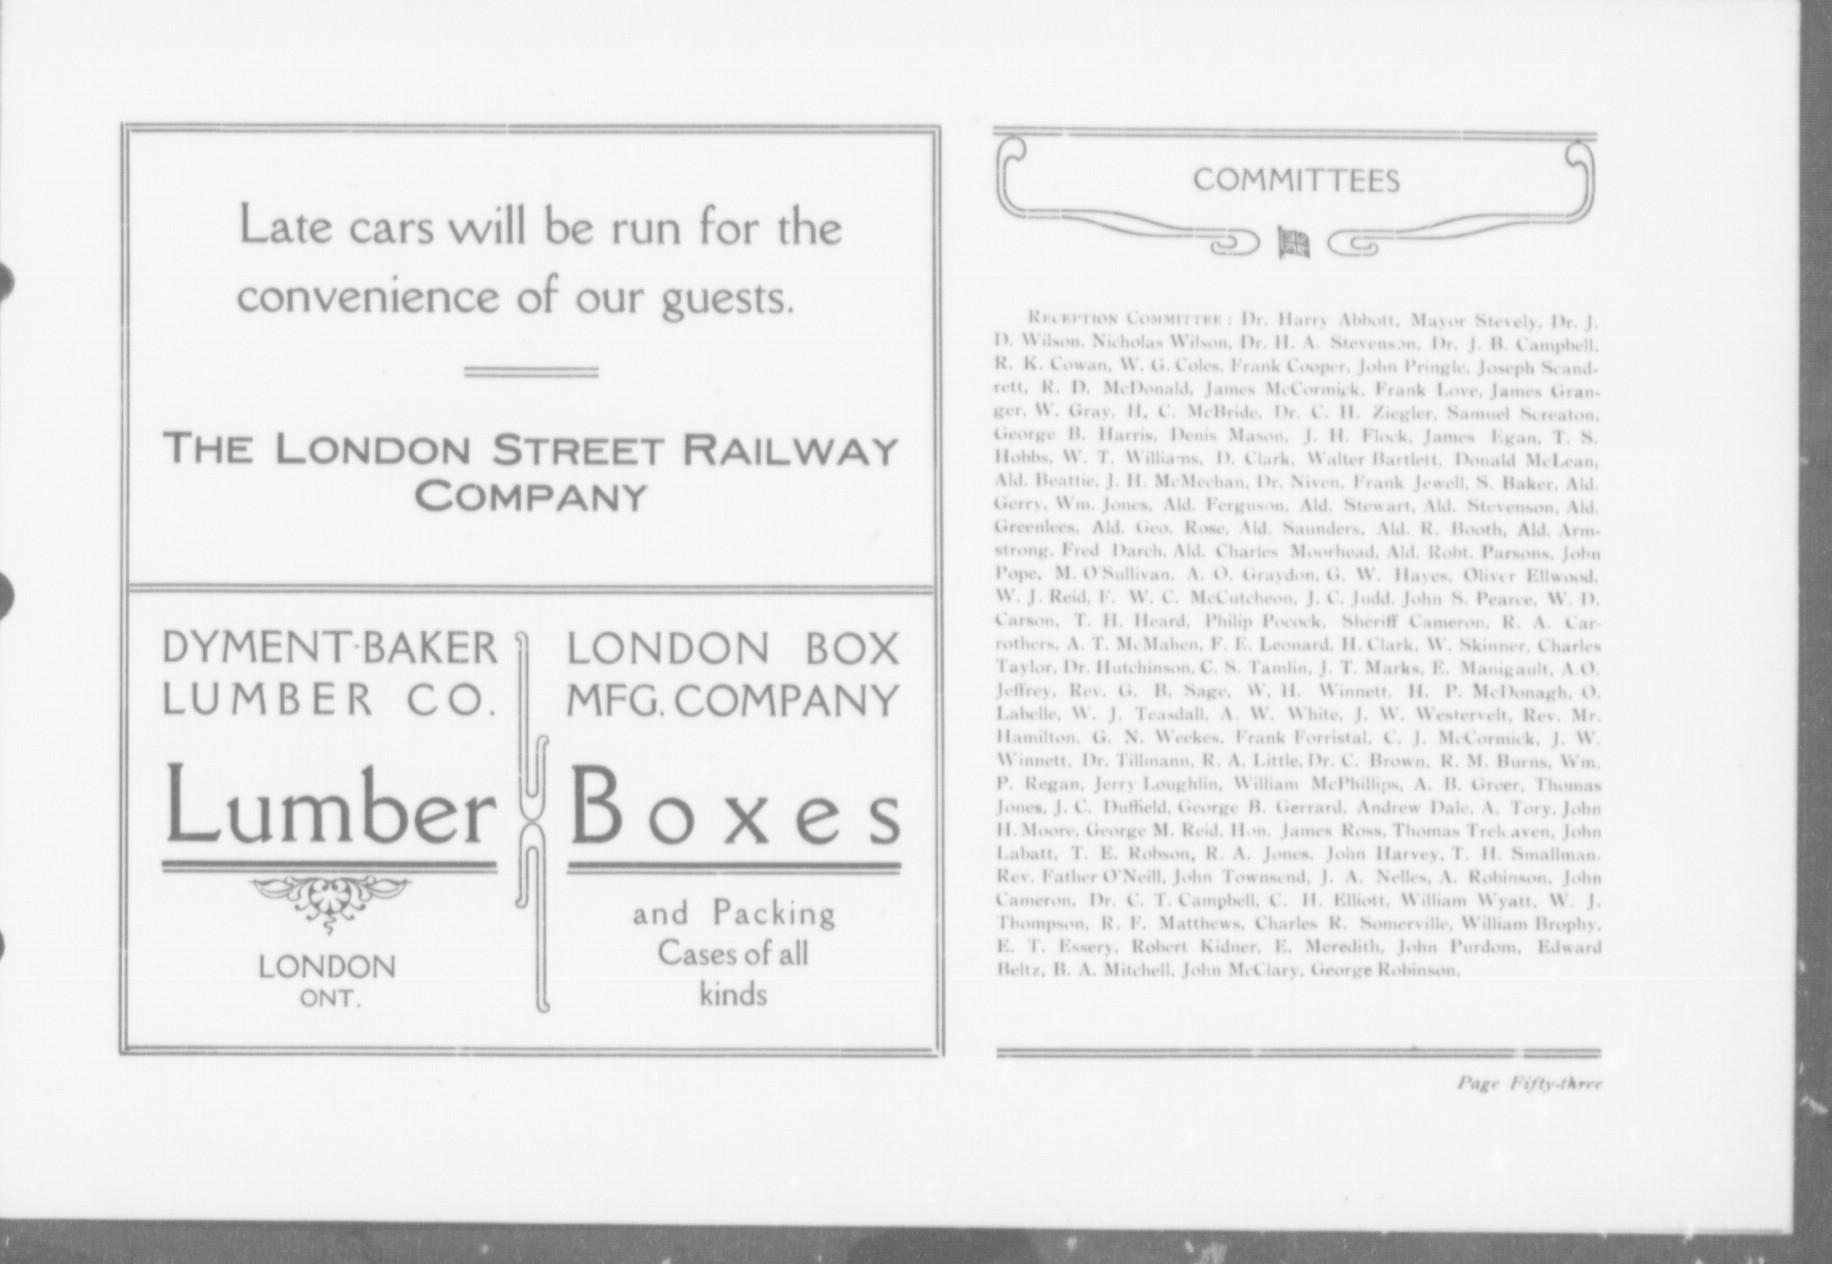 Late cars will be run for the
convenience of our guests.
THE LONDON STREET RAILWAY
COMPANY
DYMENT-BAKER
LUMBER CO.
Lumber
LONDON
ONT.
LONDON BOX
MFG. COMPANY
Boxes
and Packing
Cases of all
kinds
COMMITTEES
RECEPTION COMMITTEE: Dr. Harry Abbott, Mayor Stevely, Dr. J.
D. Wilson, Nicholas Wilson, Dr. H. A. Stevenson, Dr. J. B. Campbell,
R. K. Cowan, W. G. Coles, Frank Cooper, John Pringle, Joseph Scand-
rett, R. D. McDonald, James McCormick, Frank Love, James Gran-
ger, W. Gray, H. C. McBride, Dr. C. H. Ziegler, Samuel Screaton,
George B. Harris, Denis Mason, J. H. Flock, James Egan, T. S.
Hobbs, W. T. Williams, D. Clark, Walter Bartlett, Donald McLean,
Ald. Beattie, J. H. McMechan, Dr. Niven, Frank Jewell, S. Baker, Ald.
Gerry, Wm. Jones, Ald. Ferguson, Ald. Stewart, Ald. Stevenson, Ald.
Greenlees, Ald. Geo. Rose, Ald. Saunders, Ald. R. Booth, Ald. Arm-
strong, Fred Darch, Ald. Charles Moorhead, Ald. Robt. Parsons, John
Pope, M. O'Sullivan, A. O. Graydon, G. W. Hayes, Oliver Ellwood,
W. J. Reid, F. W. C. McCutcheon, J. C. Judd, John S. Pearce, W. D.
Carson, T. H. Heard, Philip Pocock, Sheriff Cameron, R. A. Car-
rothers, A. T. McMahen, F. E. Leonard, H. Clark, W. Skinner, Charles
Taylor, Dr. Hutchinson, C. S. Tamlin, J. T. Marks, E. Manigault, A.O.
Jeffrey, Rev. G. B. Sage, W. H. Winnett, H. P. McDonagh, O.
Labelle, W. J. Teasdall, A. W. White, J. W. Westervelt, Rev. Mr.
Hamilton, G. N. Weekes, Frank Forristal, C. J. McCormick, J. W.
Winnett, Dr. Tillmann, R. A. Little, Dr. C. Brown, R. M. Burns, Wm.
P. Regan, Jerry Loughlin, William McPhillips, A. B. Greer, Thomas
Jones, J. C. Duffield, George B. Gerrard, Andrew Dale, A. Tory, John
H. Moore, George M. Reid, Hon. James Ross, Thomas Treleaven, John
Labatt, T. E. Robson, R. A. Jones, John Harvey, T. H. Smallman,
Rev. Father O'Neill, John Townsend, J. A. Nelles, A. Robinson, John
Cameron, Dr. C. T. Campbell, C. H. Elliott, William Wyatt, W. J.
Thompson, R. F. Matthews, Charles R. Somerville, William Brophy,
E. T. Essery, Robert Kidner, E. Meredith, John Purdom, Edward
Beltz, B. A. Mitchell, John McClary, George Robinson.
Page Fifty-three